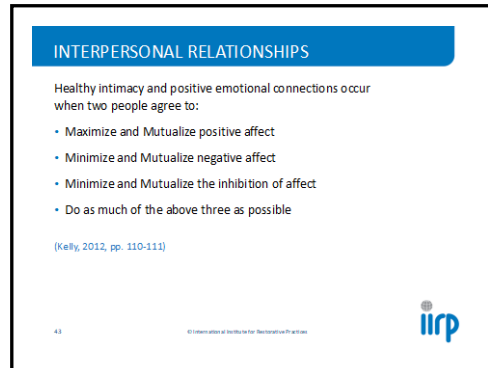 INTERPERSONAL RELATIONSHIPS
Healthy intimacy and positive emotional connections occur
when two people agree to:
• Maximize and Mutualize positive affect
• Minimize and Mutualize negative affect
• Minimize and Mutualize the inhibition of affect
• Do as much of the above three as possible
(Kelly, 2012, pp. 110-111)
43
© International Institute for Restorative Practices
iirp